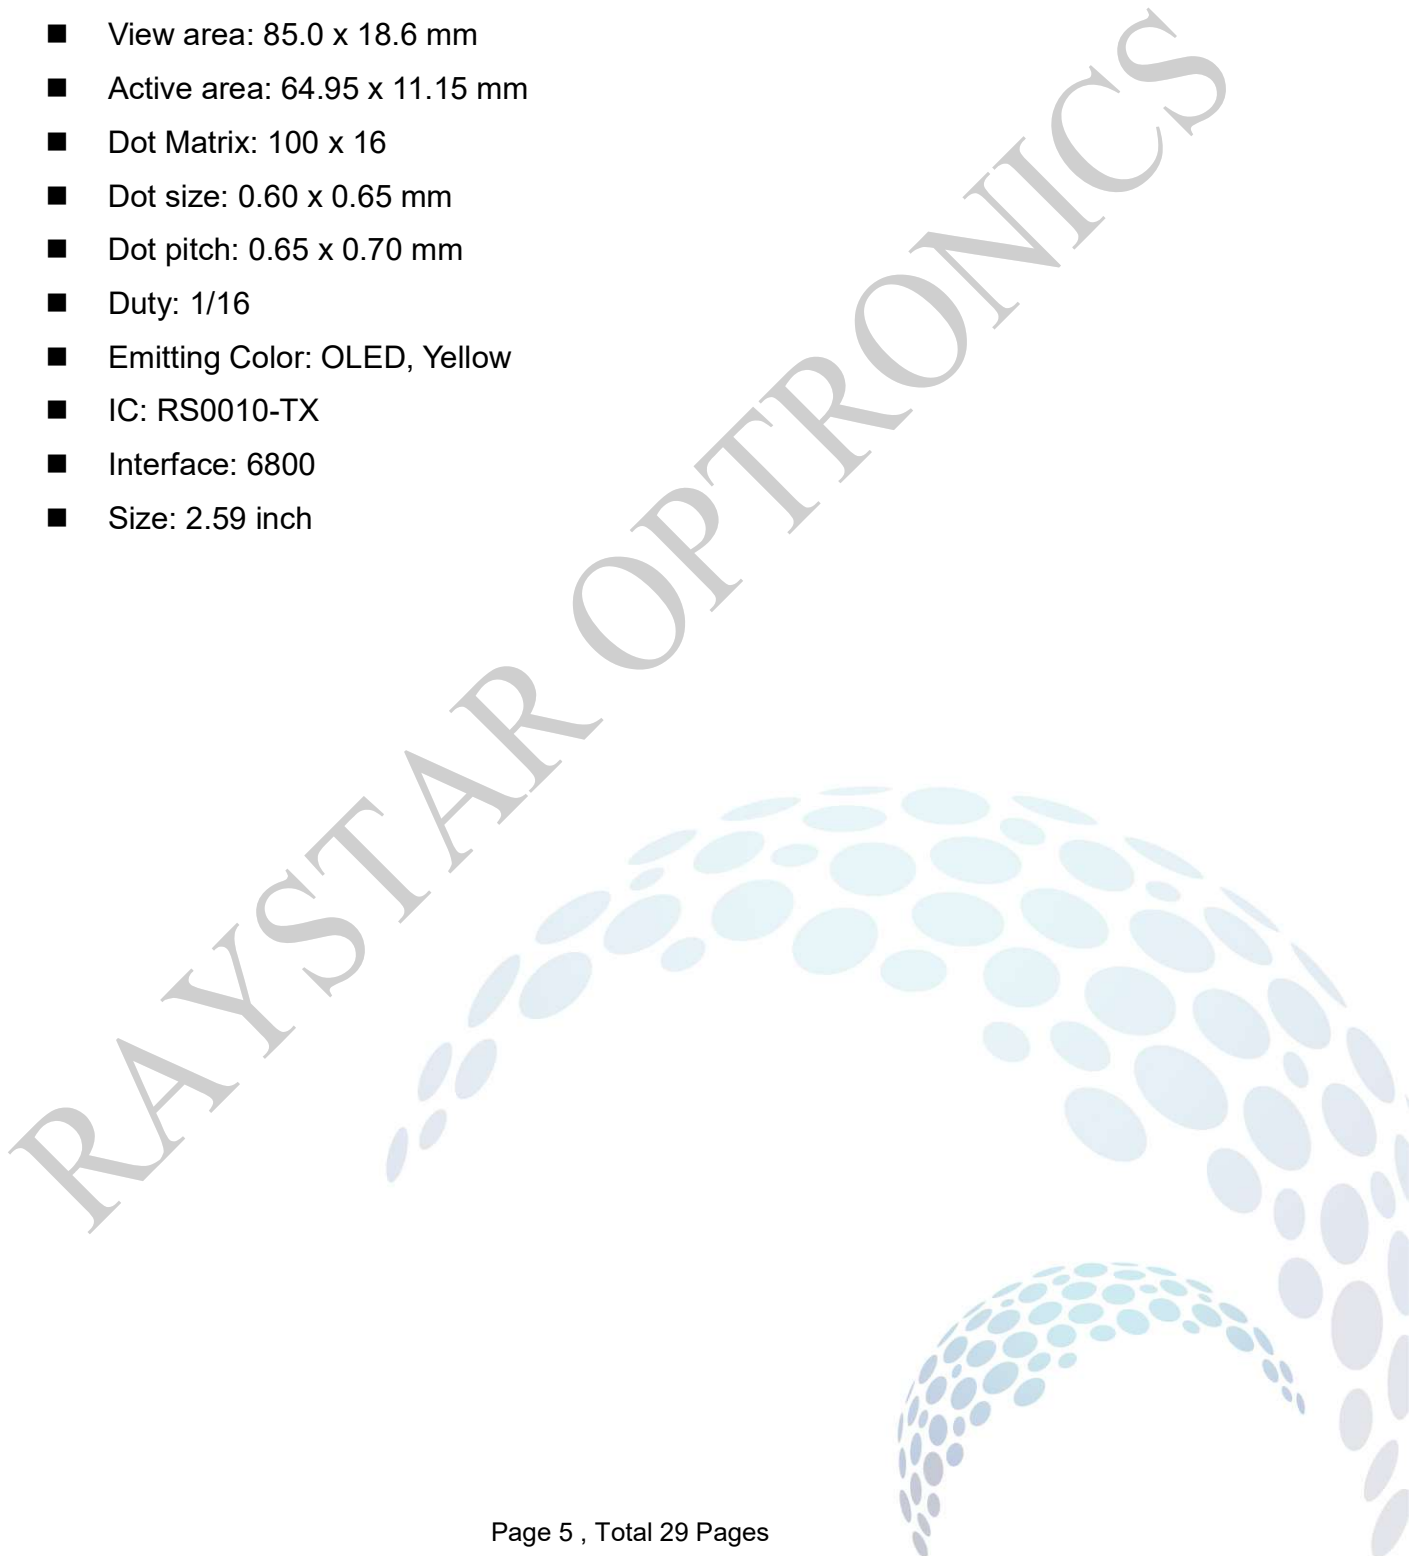 ■ View area: 85.0 x 18.6 mm
■ Active area: 64.95 x 11.15 mm
■ Dot Matrix: 100 x 16
■ Dot size: 0.60 x 0.65 mm
■ Dot pitch: 0.65 x 0.70 mm
■ Duty: 1/16
■ Emitting Color: OLED, Yellow
■ IC: RS0010-TX
■ Interface: 6800
■ Size: 2.59 inch
RAYSTAR OPTRONICS
Page 5 , Total 29 Pages